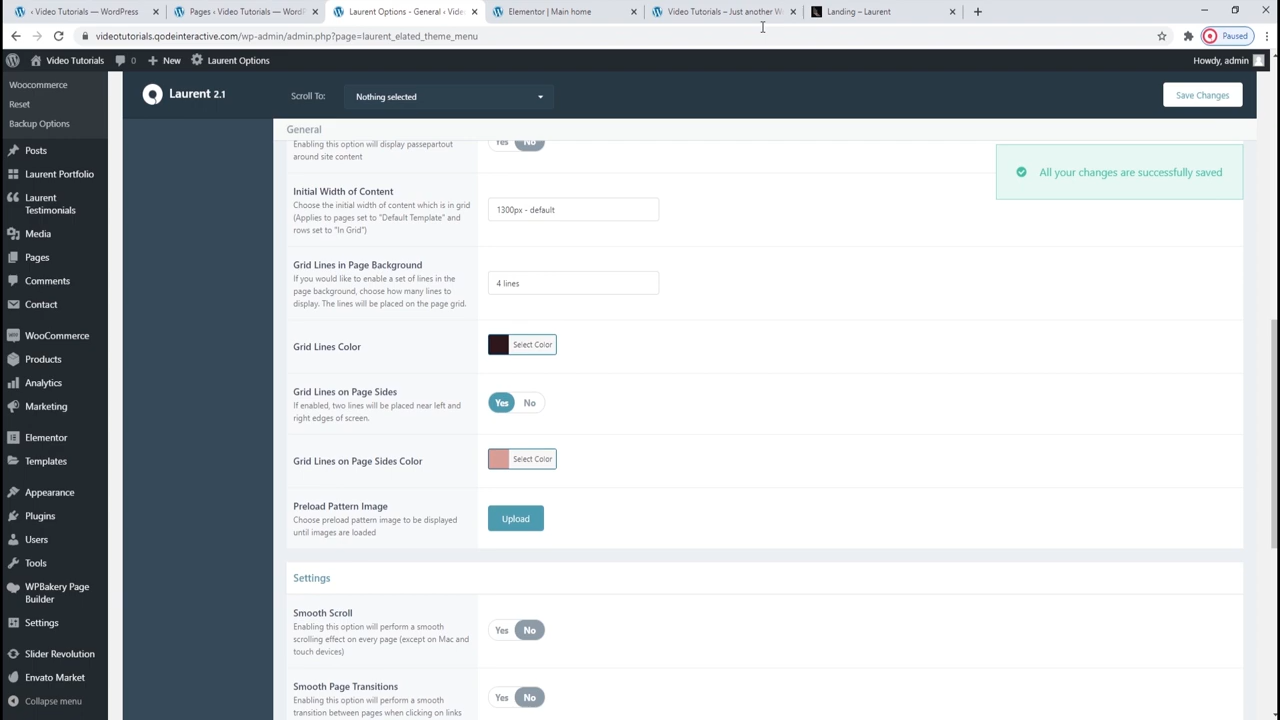 ‹ Video Tutorials — WordPress
Pages ‹ Video Tutorials — WordP
Laurent Options - General ‹ Vide
Elementor | Main home
Video Tutorials – Just another W
Landing – Laurent
videotutorials.qodeinteractive.com/wp-admin/admin.php?page=laurent_elated_theme_menu
Paused
Video Tutorials
0
New
Laurent Options
Howdy, admin
Woocommerce
Reset
Backup Options
Posts
Laurent Portfolio
Laurent
Testimonials
Media
Pages
Comments
Contact
WooCommerce
Products
Analytics
Marketing
Elementor
Templates
Appearance
Plugins
Users
Tools
WPBakery Page
Builder
Settings
Slider Revolution
Envato Market
Collapse menu
Laurent 2.1
Scroll To:
Nothing selected
Save Changes
General
All your changes are successfully saved
Enabling this option will display passepartout
around site content
Yes
No
Initial Width of Content
Choose the initial width of content which is in grid
(Applies to pages set to "Default Template" and
rows set to "In Grid")
1300px - default
Grid Lines in Page Background
If you would like to enable a set of lines in the
page background, choose how many lines to
display. The lines will be placed on the page grid.
4 lines
Grid Lines Color
Select Color
Grid Lines on Page Sides
If enabled, two lines will be placed near left and
right edges of screen.
Yes
No
Grid Lines on Page Sides Color
Select Color
Preload Pattern Image
Choose preload pattern image to be displayed
until images are loaded
Upload
Settings
Smooth Scroll
Enabling this option will perform a smooth
scrolling effect on every page (except on Mac and
touch devices)
Yes
No
Smooth Page Transitions
Enabling this option will perform a smooth
transition between pages when clicking on links
Yes
No